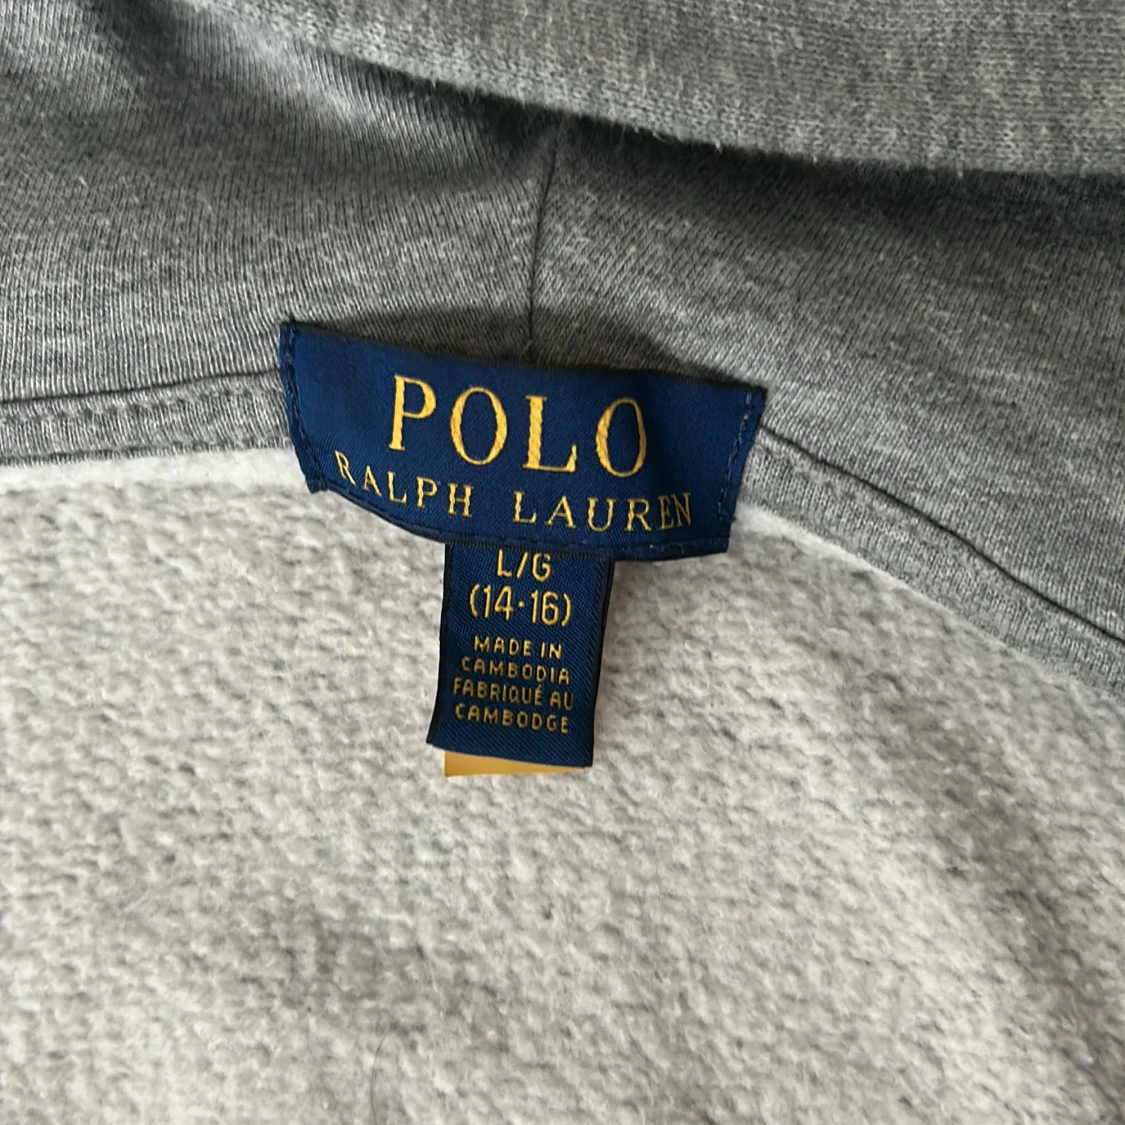 POLO
RALPH LAUREN
L/G
(14-16)
MADE IN
CAMBODIA
FABRIQUÉ AU
CAMBODGE